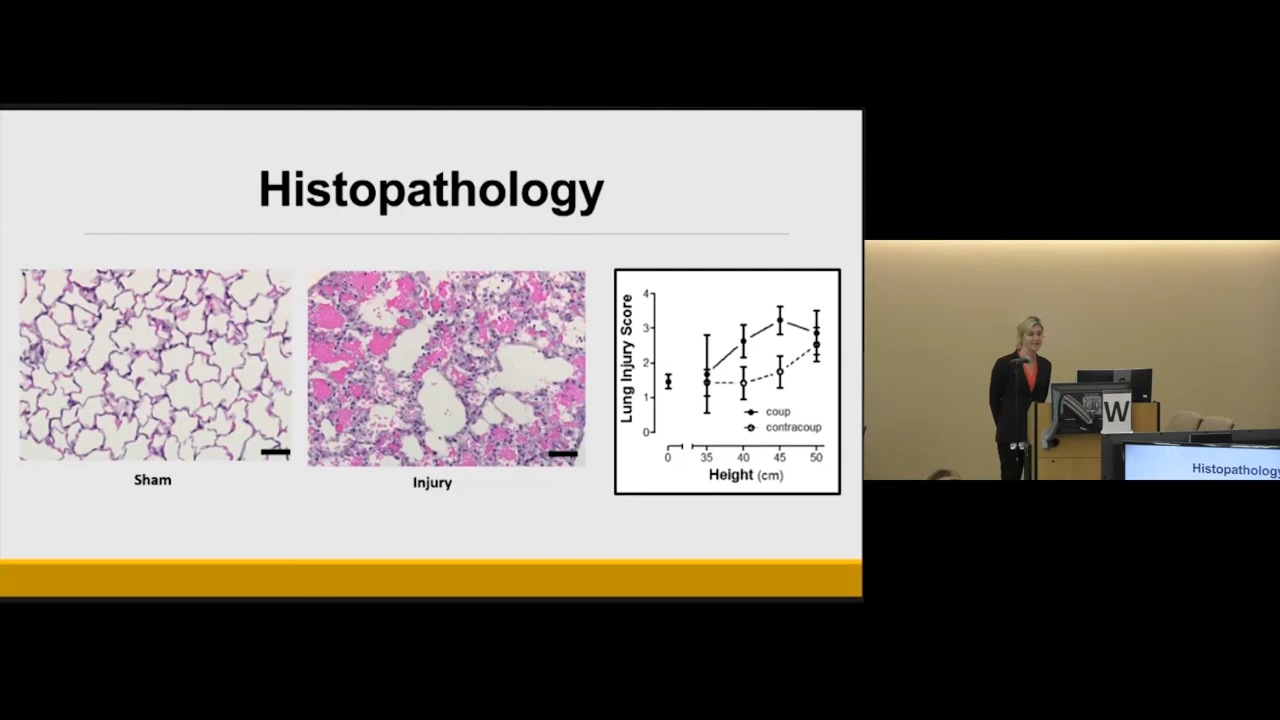 Histopathology
Sham
Injury
Lung Injury Score
4
3
2
1
0
coup
contracoup
0 35 40 45 50
Height (cm)
W
Histopathology